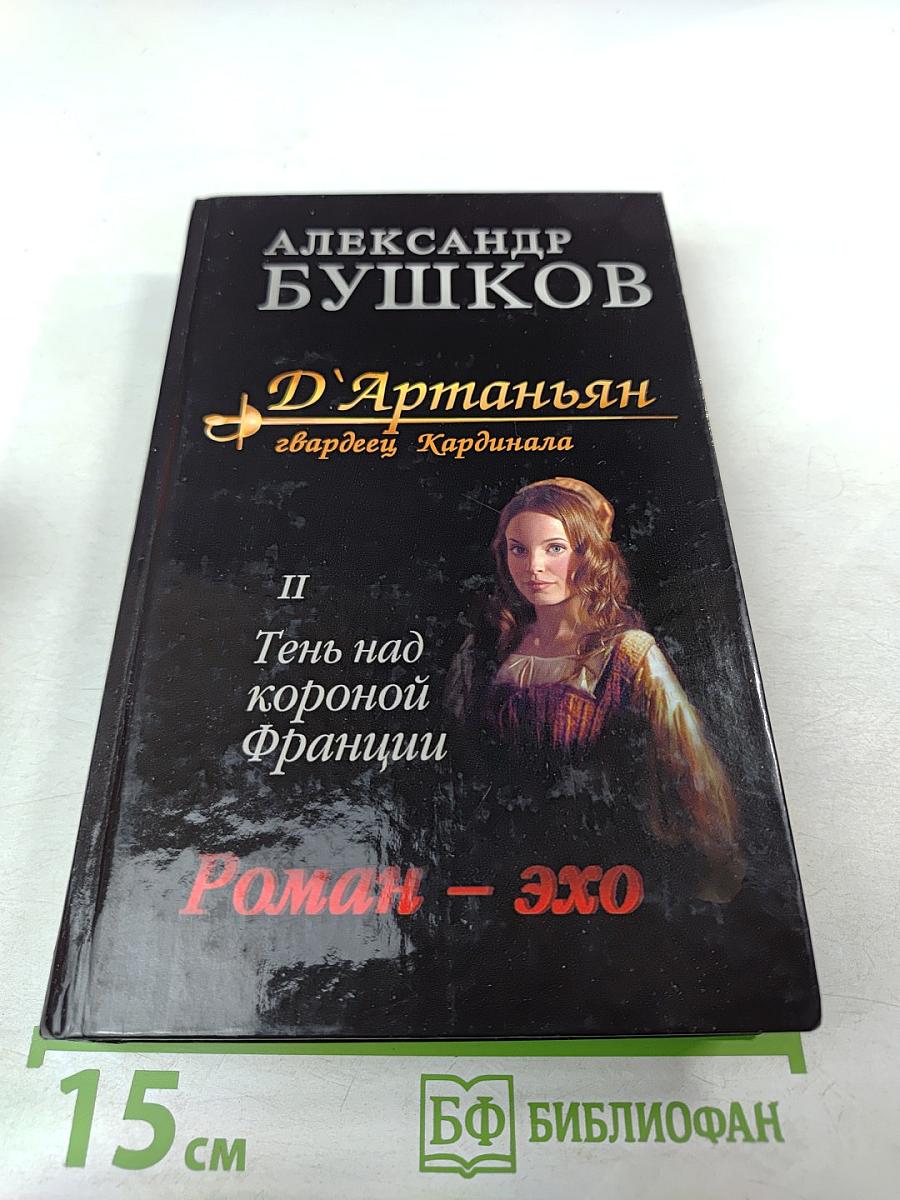 АЛЕКСАНДР
БУШКОВ
Д`Артаньян
гвардеец Кардинала
II
Тень над
короной
Франции
Роман – эхо
15 см
БФ БИБЛИОФАН